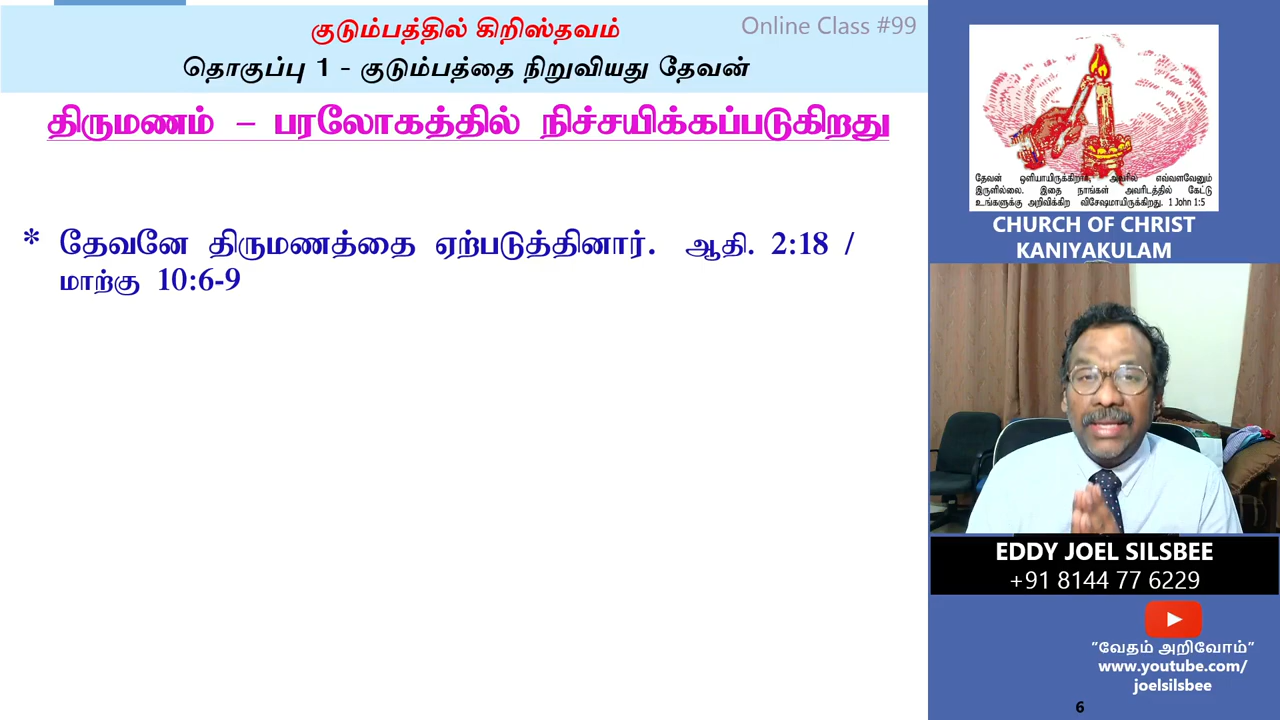 குடும்பத்தில் கிறிஸ்தவம்
Online Class #99
தொகுப்பு 1 - குடும்பத்தை நிறுவியது தேவன்
திருமணம் – பரலோகத்தில் நிச்சயிக்கப்படுகிறது
* தேவனே திருமணத்தை ஏற்படுத்தினார். ஆதி. 2:18 /
மாற்கு 10:6-9
தேவன் ஒளியாயிருக்கிறார், அவரில் எவ்வளவேனும்
இருளில்லை. இதை நாங்கள் அவரிடத்தில் கேட்டு
உங்களுக்கு அறிவிக்கிற விசேஷமாயிருக்கிறது. 1 John 1:5
CHURCH OF CHRIST
KANIYAKULAM
EDDY JOEL SILSBEE
+91 8144 77 6229
"வேதம் அறிவோம்"
www.youtube.com/
joelsilsbee
6